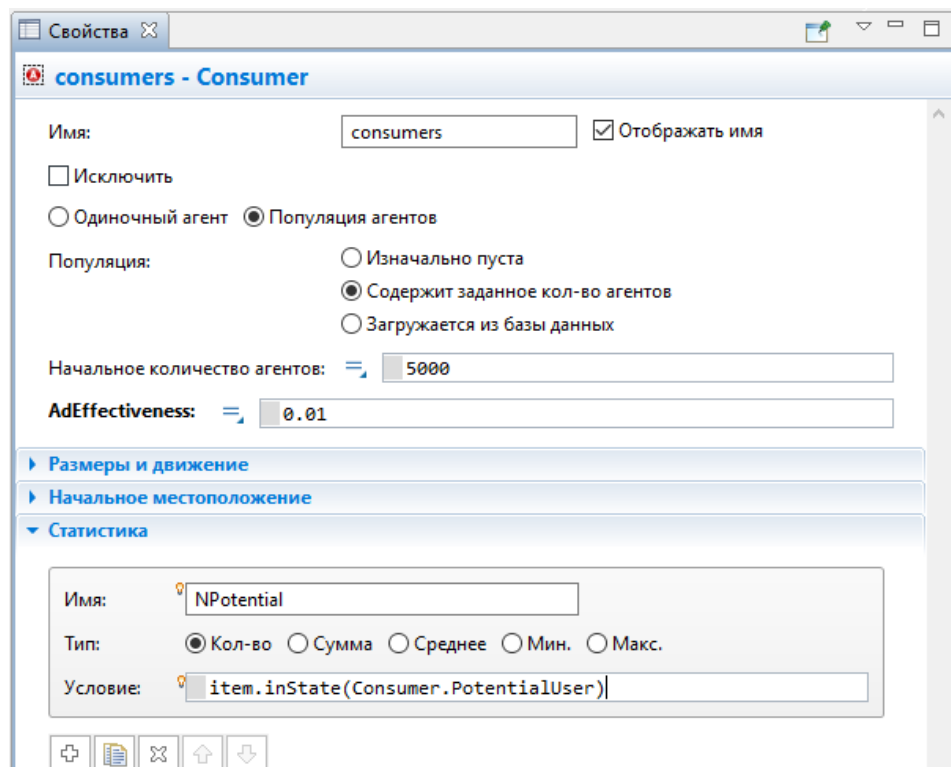 Свойства
consumers - Consumer
Имя: consumers Отображать имя
Исключить
Одиночный агент Популяция агентов
Популяция: Изначально пуста
Содержит заданное кол-во агентов
Загружается из базы данных
Начальное количество агентов: 5000
AdEffectiveness: 0.01
Размеры и движение
Начальное местоположение
Статистика
Имя: NPotential
Тип: Кол-во Сумма Среднее Мин. Макс.
Условие: item.inState(Consumer.PotentialUser)